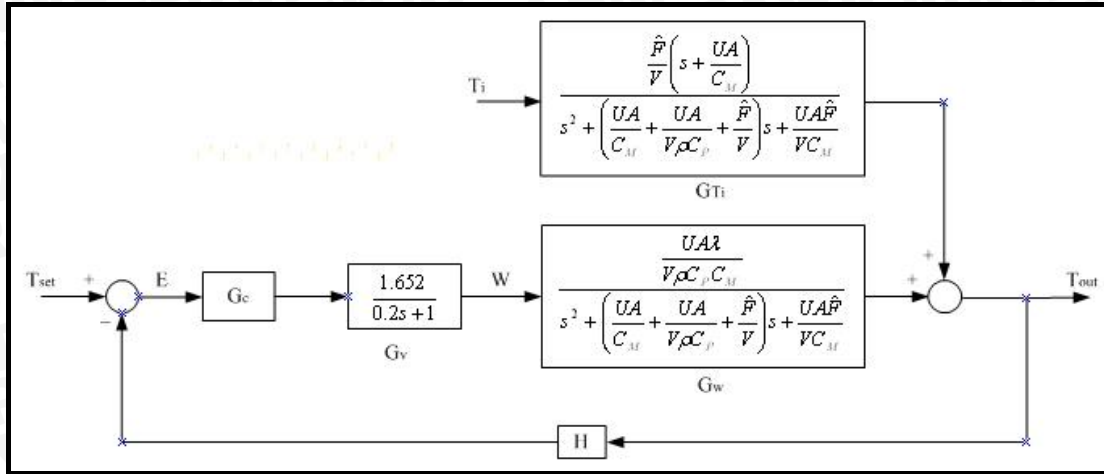 Ti
F̂/V (s + UA/C_M)
s² + (UA/C_M + UA/VρC_P + F̂/V) s + UAF̂/VC_M
G_Ti
Tset
+
−
E
Gc
1.652
0.2s + 1
Gv
W
UAλ/VρC_P C_M
s² + (UA/C_M + UA/VρC_P + F̂/V) s + UAF̂/VC_M
Gw
+
+
Tout
H